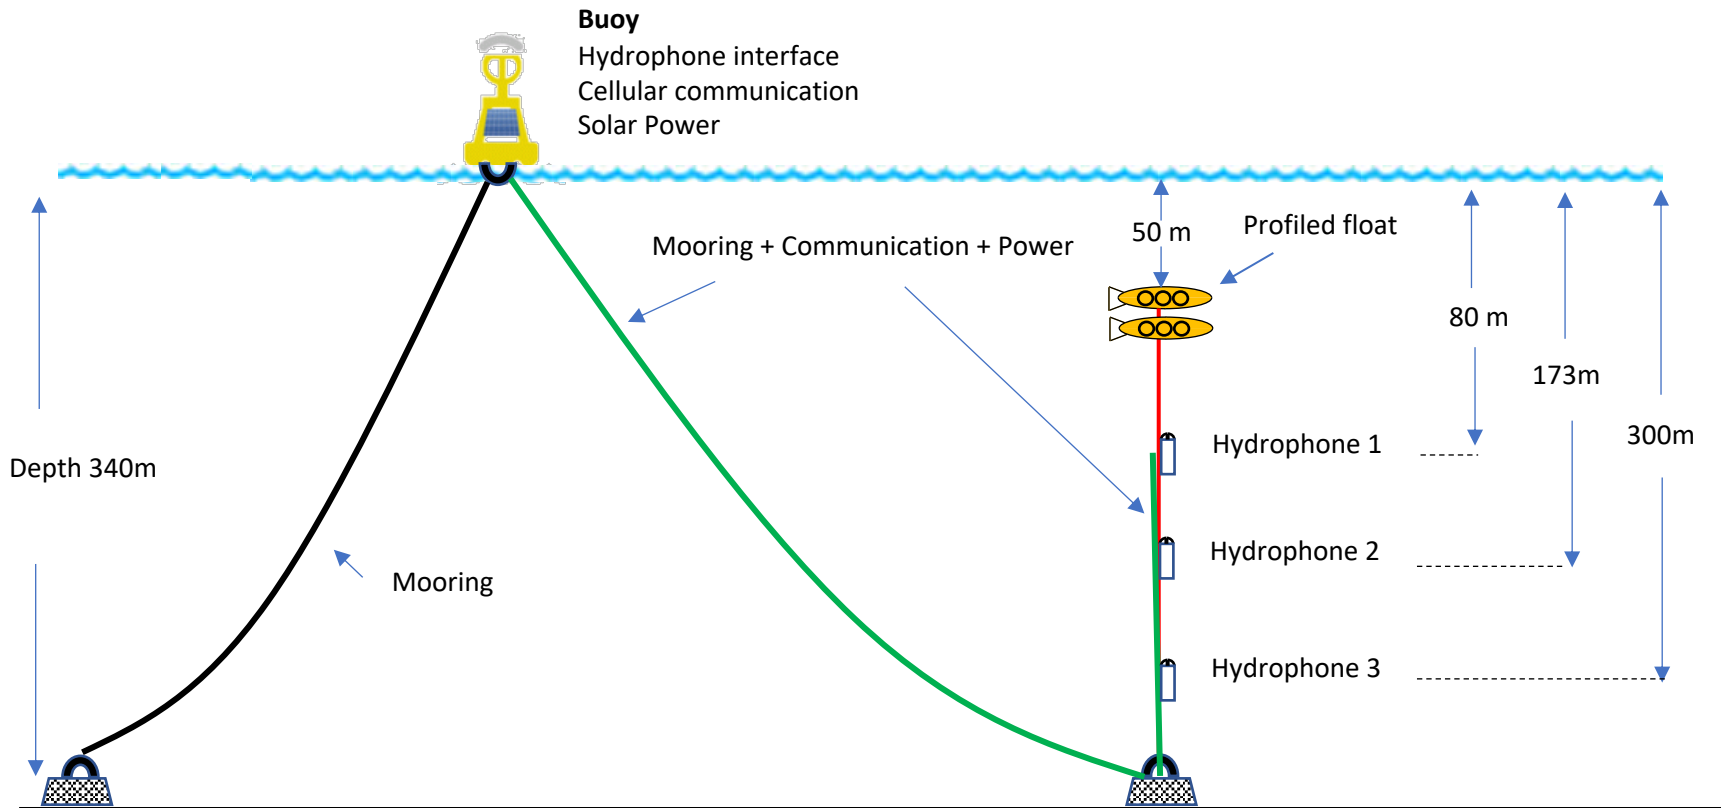 Buoy
Hydrophone interface
Cellular communication
Solar Power
Mooring + Communication + Power
50 m
Profiled float
80 m
173m
300m
Hydrophone 1
Depth 340m
Hydrophone 2
Mooring
Hydrophone 3